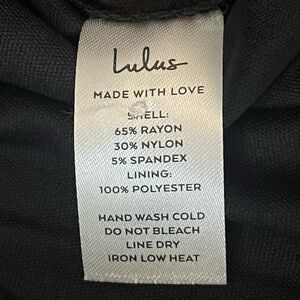 Lulus
MADE WITH LOVE
SHELL:
65% RAYON
30% NYLON
5% SPANDEX
LINING:
100% POLYESTER
HAND WASH COLD
DO NOT BLEACH
LINE DRY
IRON LOW HEAT